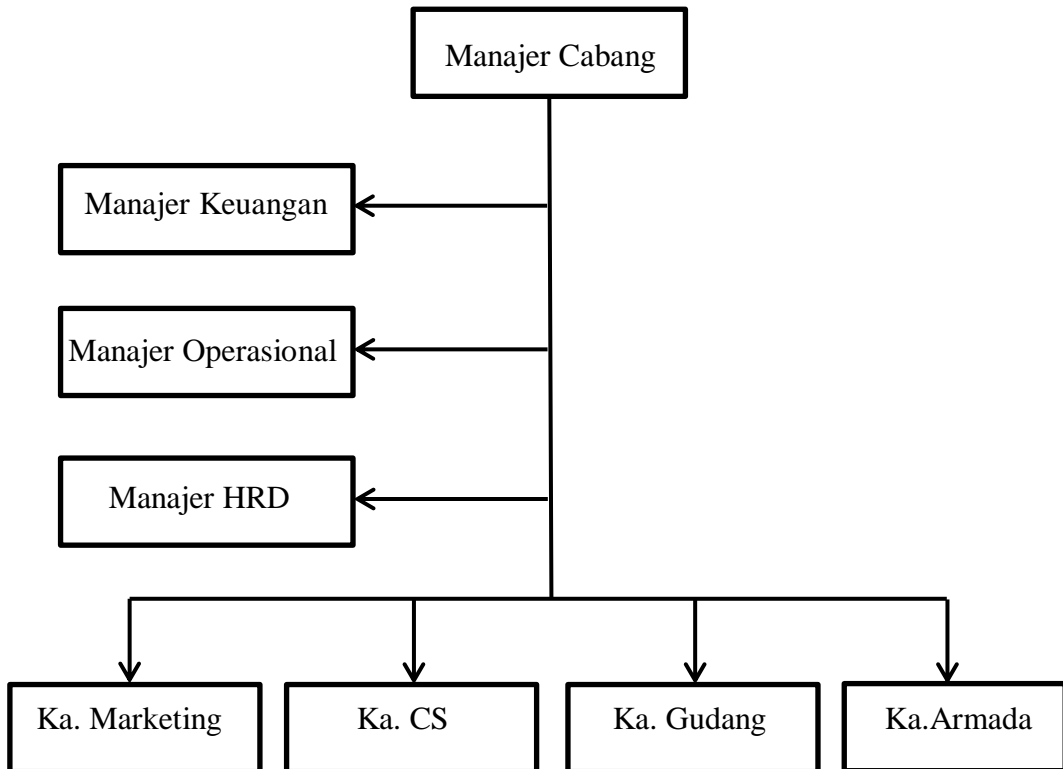 Manajer Cabang
Manajer Keuangan
Manajer Operasional
Manajer HRD
Ka. Marketing
Ka. CS
Ka. Gudang
Ka.Armada